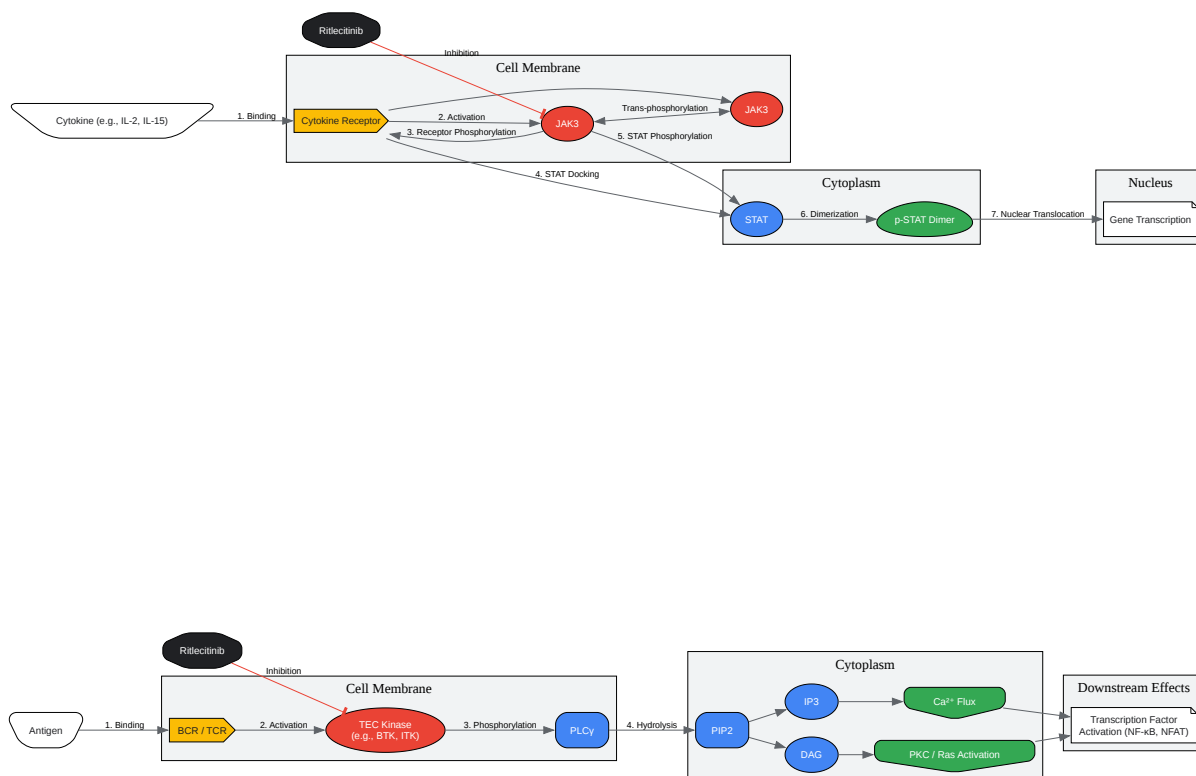 Ritlecitinib
Inhibition
Cell Membrane
Cytokine (e.g., IL-2, IL-15)
1. Binding
Cytokine Receptor
2. Activation
3. Receptor Phosphorylation
JAK3
Trans-phosphorylation
JAK3
5. STAT Phosphorylation
4. STAT Docking
Cytoplasm
STAT
6. Dimerization
p-STAT Dimer
7. Nuclear Translocation
Nucleus
Gene Transcription
Ritlecitinib
Inhibition
Cell Membrane
Antigen
1. Binding
BCR / TCR
2. Activation
TEC Kinase
(e.g., BTK, ITK)
3. Phosphorylation
PLCγ
4. Hydrolysis
Cytoplasm
PIP2
IP3
DAG
Ca²⁺ Flux
PKC / Ras Activation
Downstream Effects
Transcription Factor
Activation (NF-κB, NFAT)